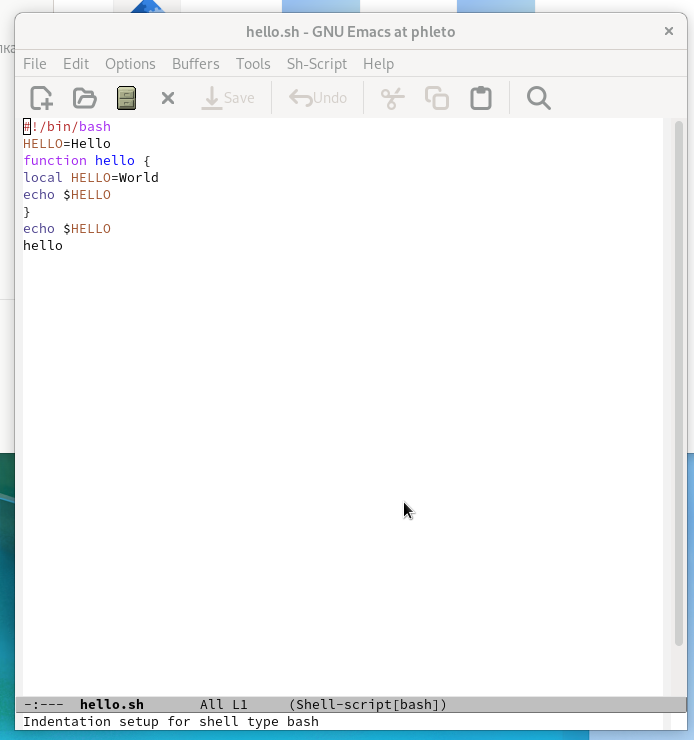 hello.sh - GNU Emacs at phleto
File Edit Options Buffers Tools Sh-Script Help
Save Undo
#!/bin/bash
HELLO=Hello
function hello {
local HELLO=World
echo $HELLO
}
echo $HELLO
hello
-:--- hello.sh All L1 (Shell-script[bash])
Indentation setup for shell type bash